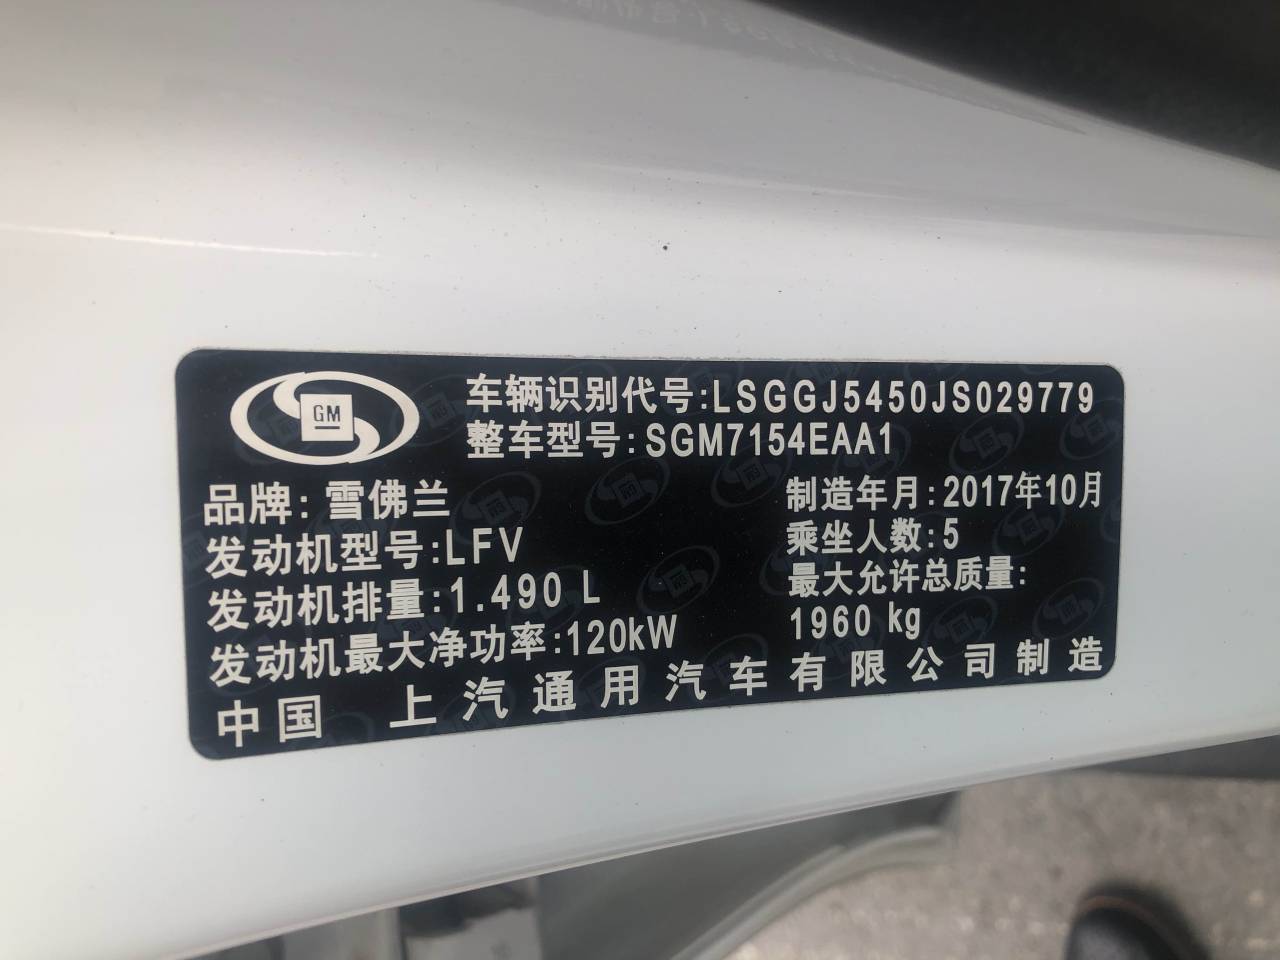 GM
车辆识别代号:LSGGJ5450JS029779
整车型号:SGM7154EAA1
品牌:雪佛兰
发动机型号:LFV
发动机排量:1.490 L
发动机最大净功率:120kW
制造年月:2017年10月
乘坐人数:5
最大允许总质量:
1960 kg
中国 上汽通用汽车有限公司制造